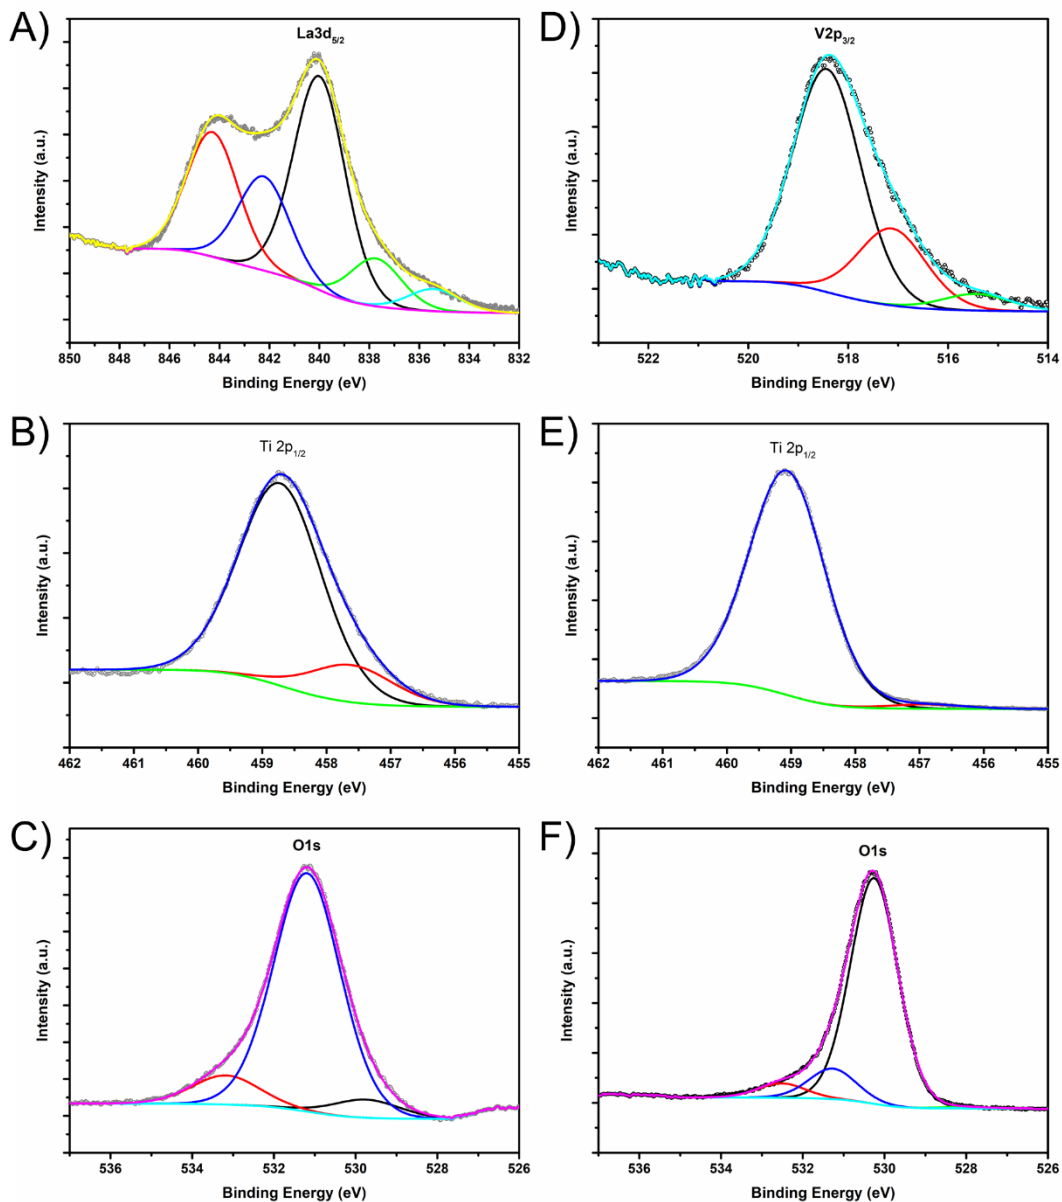 A)
La3d5/2
Intensity (a.u.)
850 848 846 844 842 840 838 836 834 832
Binding Energy (eV)
D)
V2p3/2
Intensity (a.u.)
522 520 518 516 514
Binding Energy (eV)
B)
Ti 2p1/2
Intensity (a.u.)
462 461 460 459 458 457 456 455
Binding Energy (eV)
E)
Ti 2p1/2
Intensity (a.u.)
462 461 460 459 458 457 456 455
Binding Energy (eV)
C)
O1s
Intensity (a.u.)
536 534 532 530 528 526
Binding Energy (eV)
F)
O1s
Intensity (a.u.)
536 534 532 530 528 526
Binding Energy (eV)